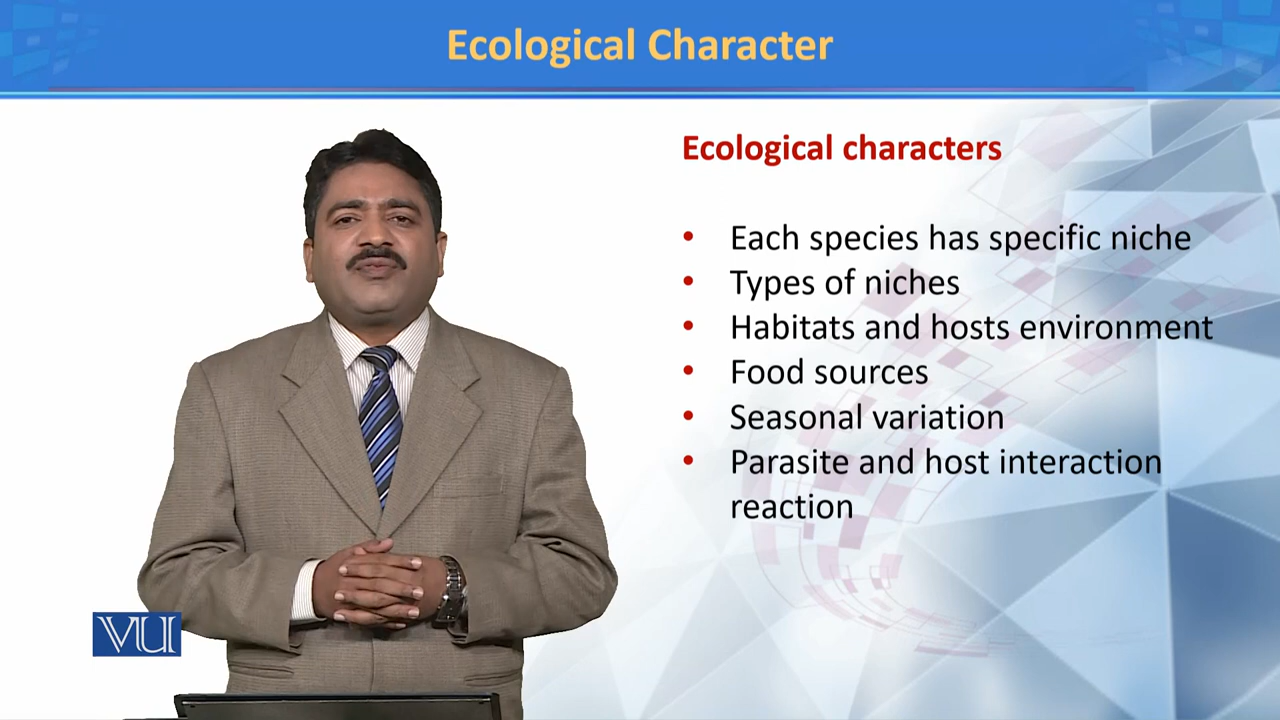 Ecological Character
Ecological characters
• Each species has specific niche
• Types of niches
• Habitats and hosts environment
• Food sources
• Seasonal variation
• Parasite and host interaction
reaction
VU